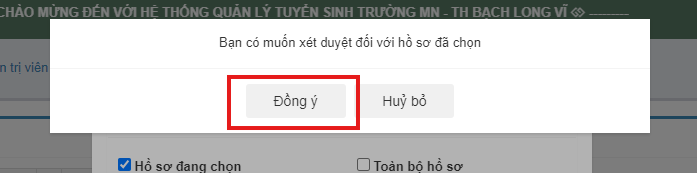 CHÀO MỪNG ĐẾN VỚI HỆ THỐNG QUẢN LÝ TUYỂN SINH TRƯỜNG MN - TH BẠCH LONG VĨ
Bạn có muốn xét duyệt đối với hồ sơ đã chọn
n trị viên
Đồng ý Huỷ bỏ
Hồ sơ đang chọn Toàn bộ hồ sơ